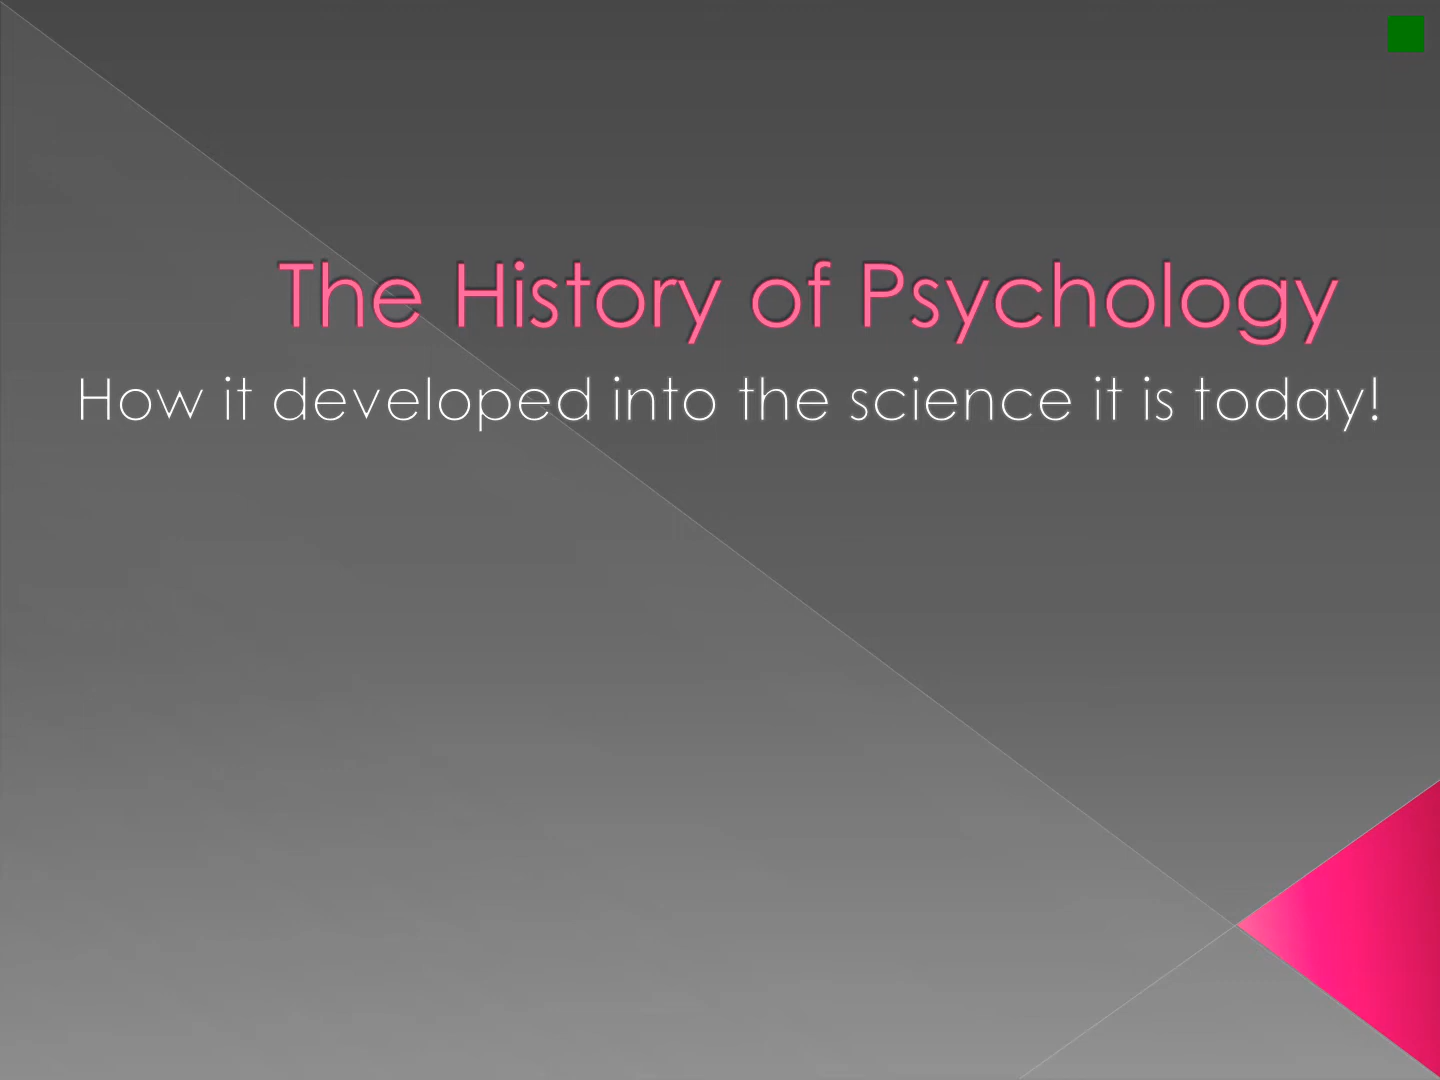 The History of Psychology
How it developed into the science it is today!